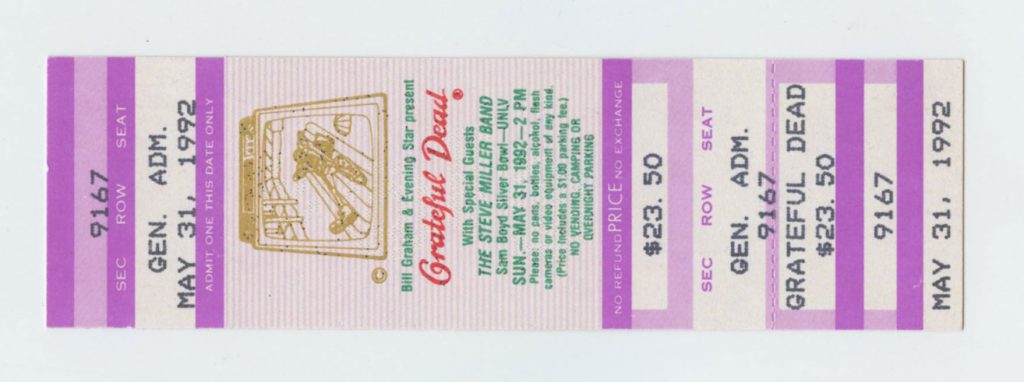 9167
SEC ROW SEAT
GEN. ADM.
MAY 31, 1992
ADMIT ONE THIS DATE ONLY
©
Bill Graham & Evening Star present
Grateful Dead®
With Special Guests
THE STEVE MILLER BAND
Sam Boyd Silver Bowl—UNLV
SUN.—MAY 31, 1992—2 PM
Please: no pens, bottles, alcohol, flash
cameras or video equipment of any kind.
(Price includes a $1.00 parking fee.)
NO VENDING, CAMPING OR
OVERNIGHT PARKING
NO REFUND PRICE NO EXCHANGE
$23.50
SEC ROW SEAT
GEN. ADM.
9167
GRATEFUL DEAD
$23.50
9167
MAY 31, 1992